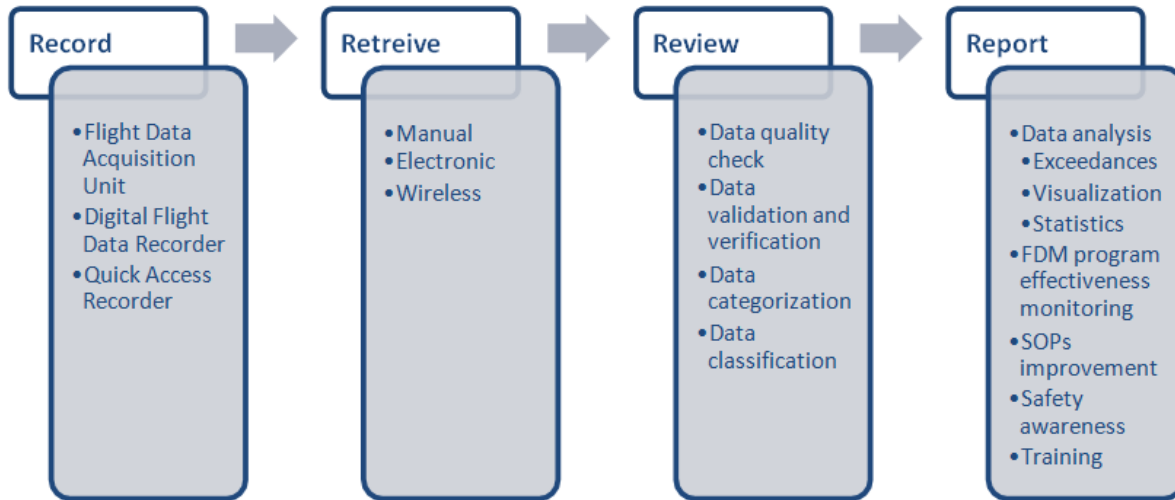 Record
•Flight Data
Acquisition
Unit
•Digital Flight
Data Recorder
•Quick Access
Recorder
Retreive
•Manual
•Electronic
•Wireless
Review
•Data quality
check
•Data
validation and
verification
•Data
categorization
•Data
classification
Report
•Data analysis
•Exceedances
•Visualization
•Statistics
•FDM program
effectiveness
monitoring
•SOPs
improvement
•Safety
awareness
•Training